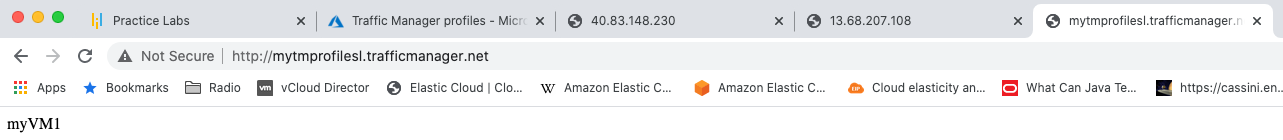 Practice Labs
Traffic Manager profiles - Micro
40.83.148.230
13.68.207.108
mytmprofilesl.trafficmanager.n
Not Secure | http://mytmprofilesl.trafficmanager.net
Apps Bookmarks Radio vm vCloud Director Elastic Cloud | Clo... W Amazon Elastic C... Amazon Elastic C... EIP Cloud elasticity an... What Can Java Te... https://cassini.en...
myVM1